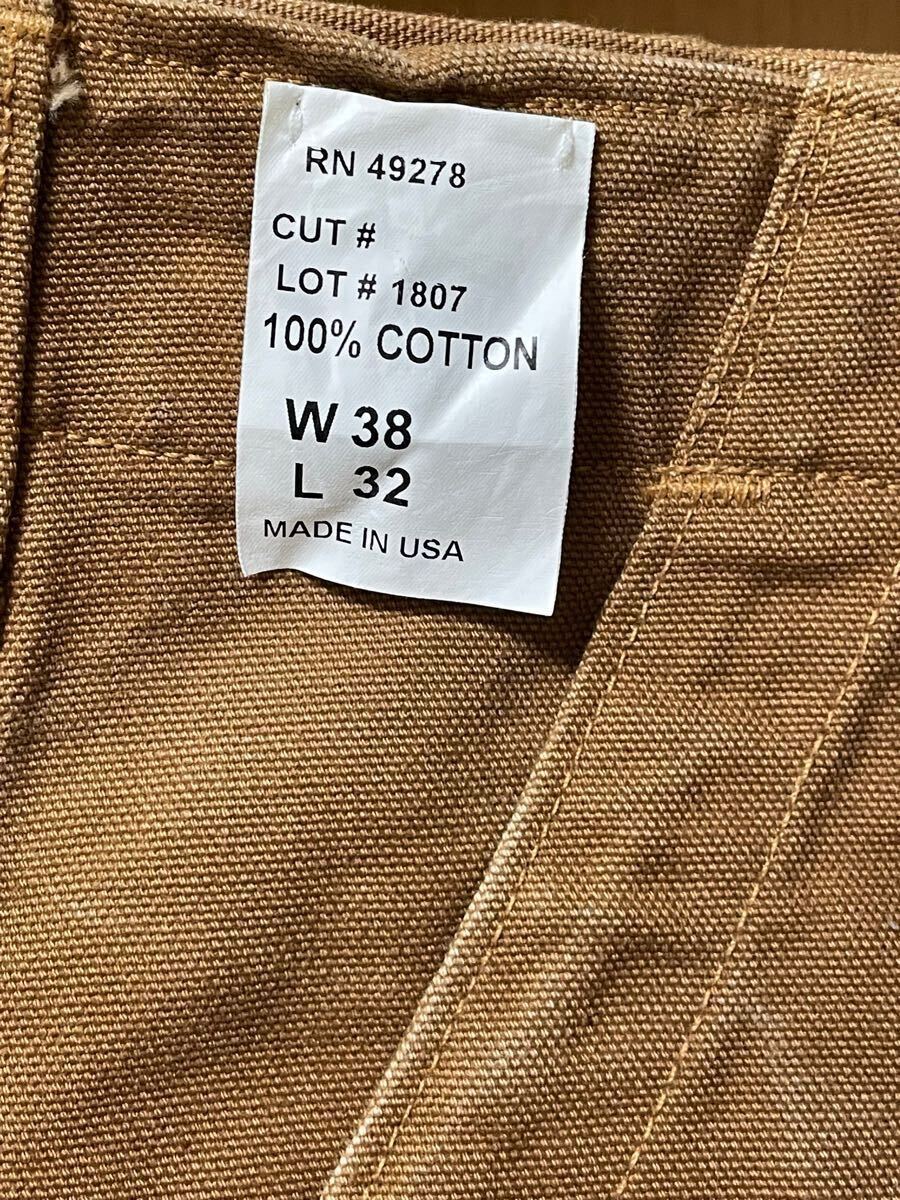 RN 49278
CUT #
LOT # 1807
100% COTTON
W 38
L 32
MADE IN USA